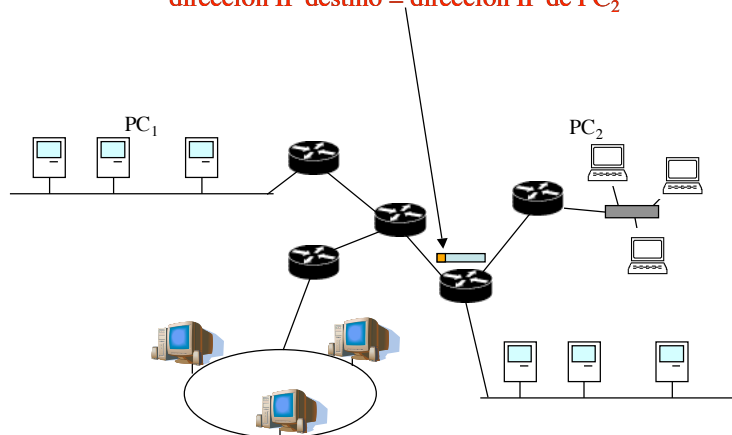 dirección IP destino = dirección IP de PC₂
PC₁
PC₂